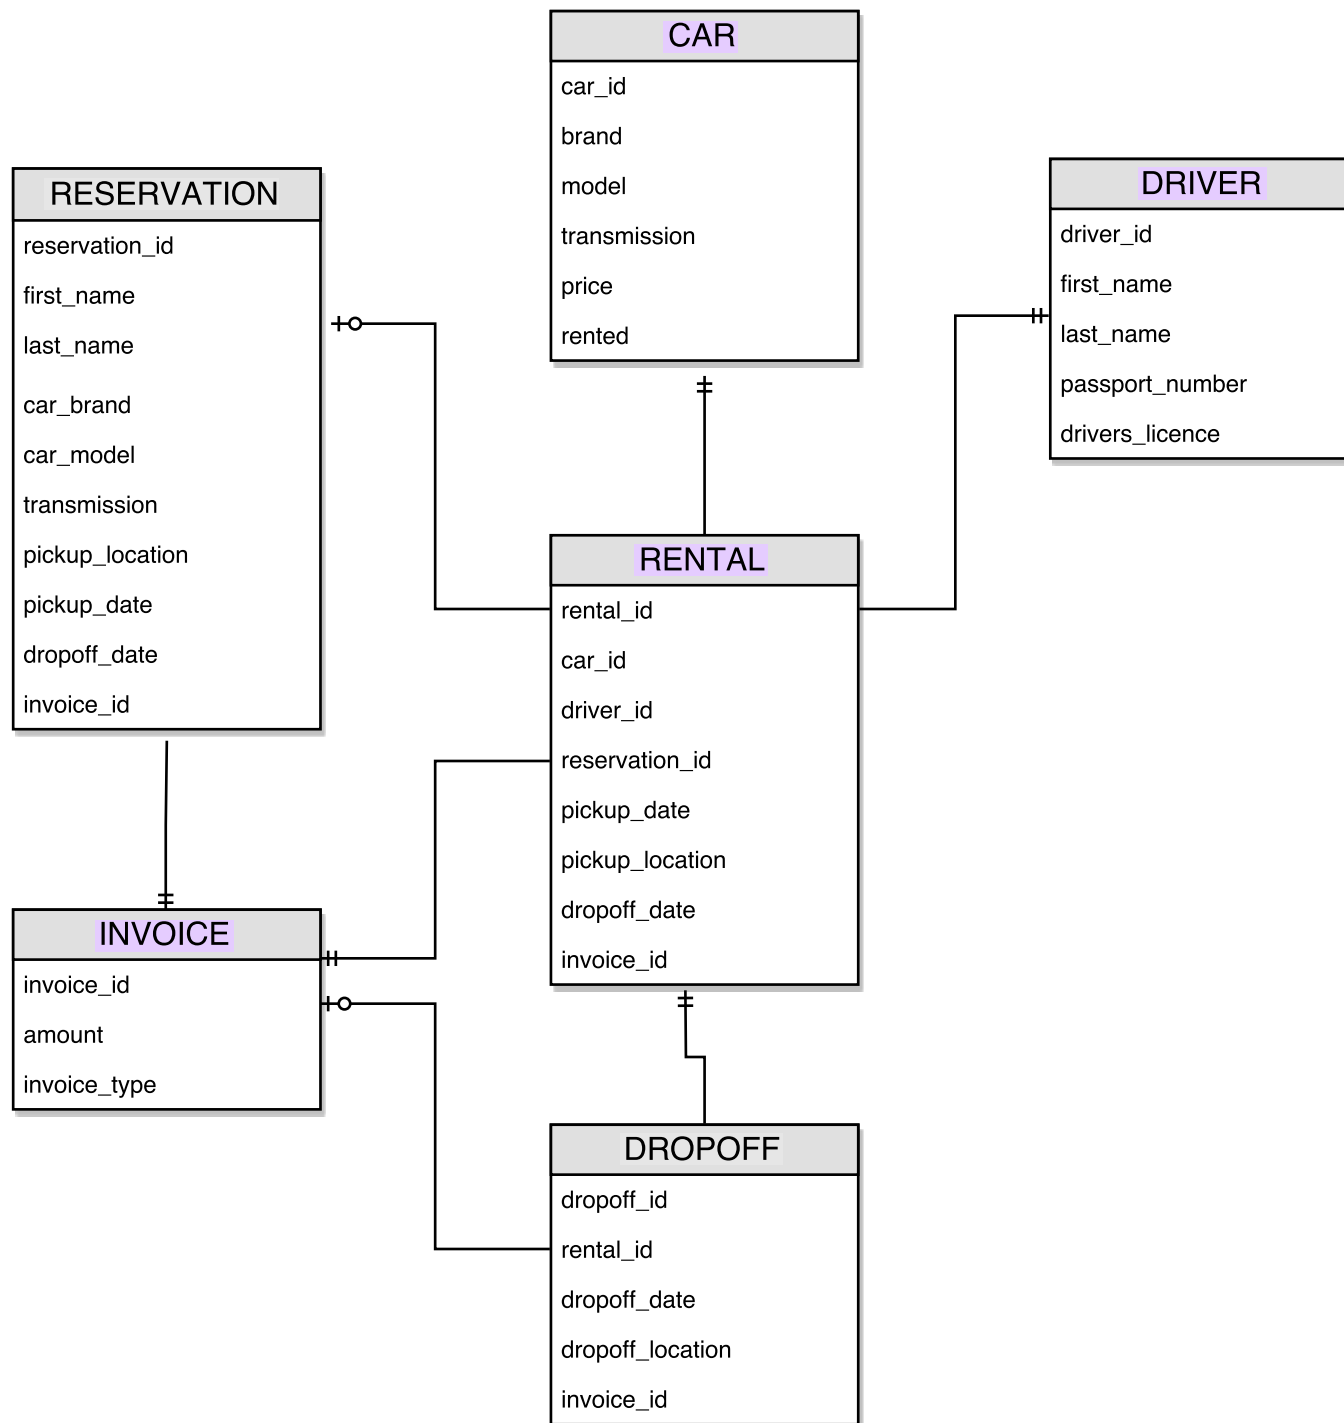 CAR
car_id
brand
model
transmission
price
rented
RESERVATION
reservation_id
first_name
last_name
car_brand
car_model
transmission
pickup_location
pickup_date
dropoff_date
invoice_id
DRIVER
driver_id
first_name
last_name
passport_number
drivers_licence
RENTAL
rental_id
car_id
driver_id
reservation_id
pickup_date
pickup_location
dropoff_date
invoice_id
INVOICE
invoice_id
amount
invoice_type
DROPOFF
dropoff_id
rental_id
dropoff_date
dropoff_location
invoice_id